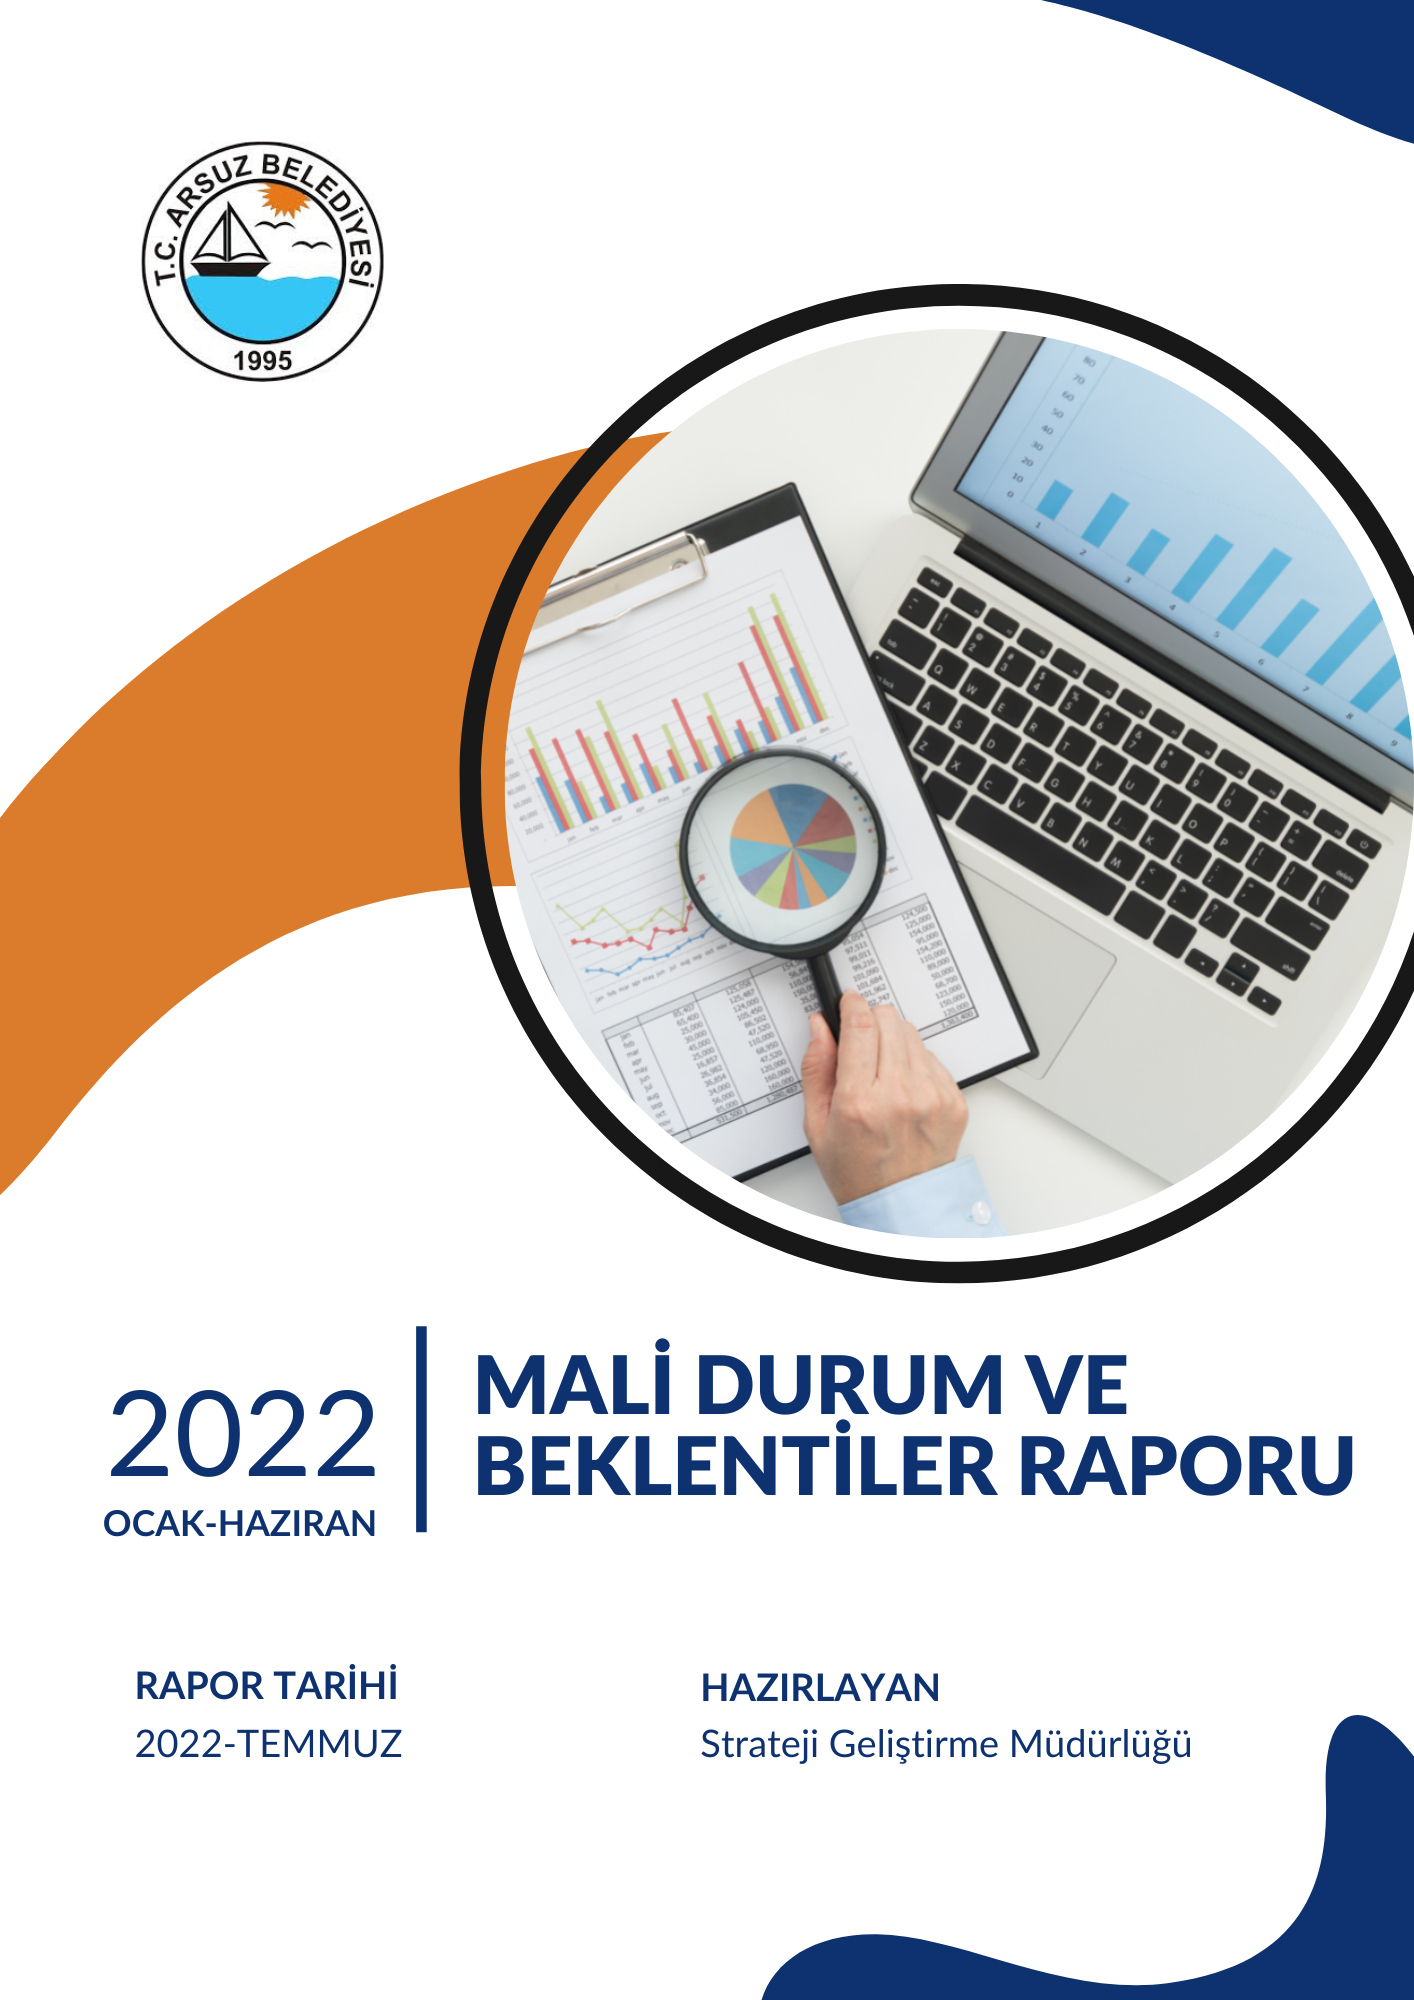 T.C. ARSUZ BELEDİYESİ
1995
2022
OCAK-HAZIRAN
MALİ DURUM VE
BEKLENTİLER RAPORU
RAPOR TARİHİ
2022-TEMMUZ
HAZIRLAYAN
Strateji Geliştirme Müdürlüğü